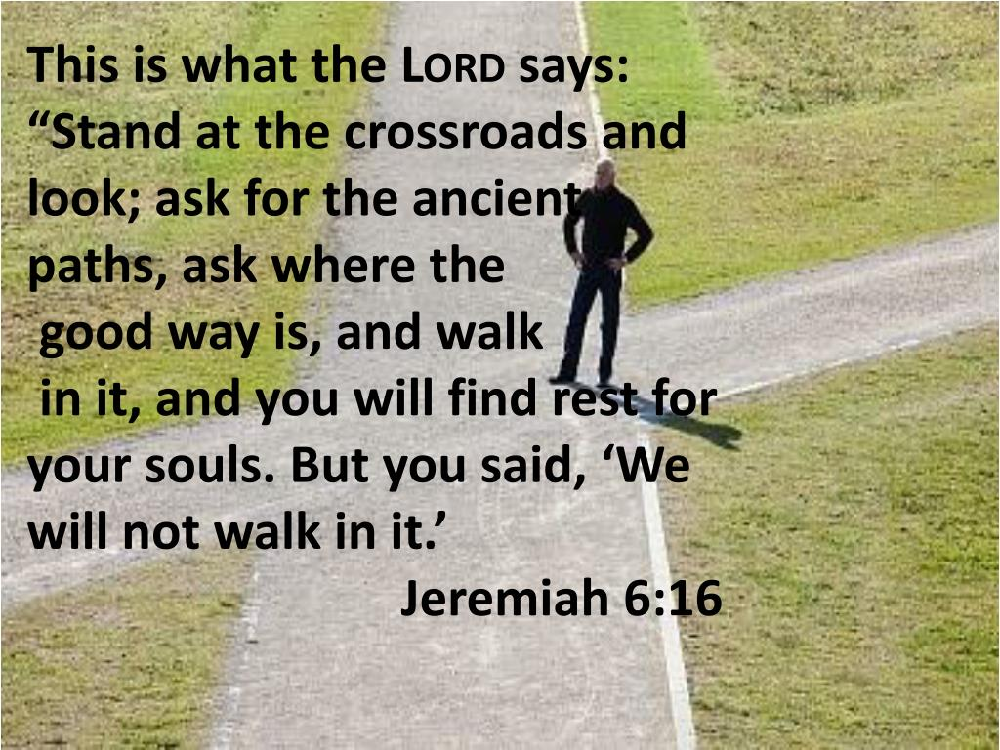 This is what the LORD says:
“Stand at the crossroads and
look; ask for the ancient
paths, ask where the
good way is, and walk
in it, and you will find rest for
your souls. But you said, ‘We
will not walk in it.’
Jeremiah 6:16